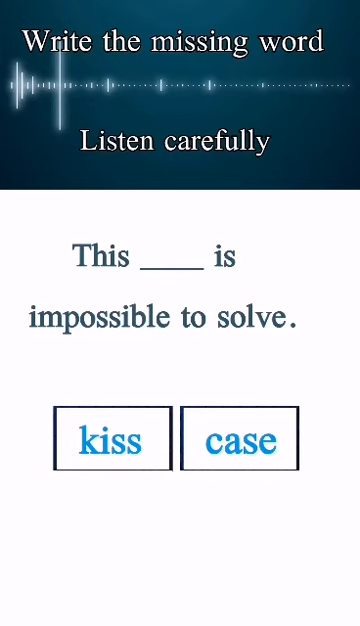 Write the missing word
Listen carefully
This ____ is
impossible to solve.
kiss
case